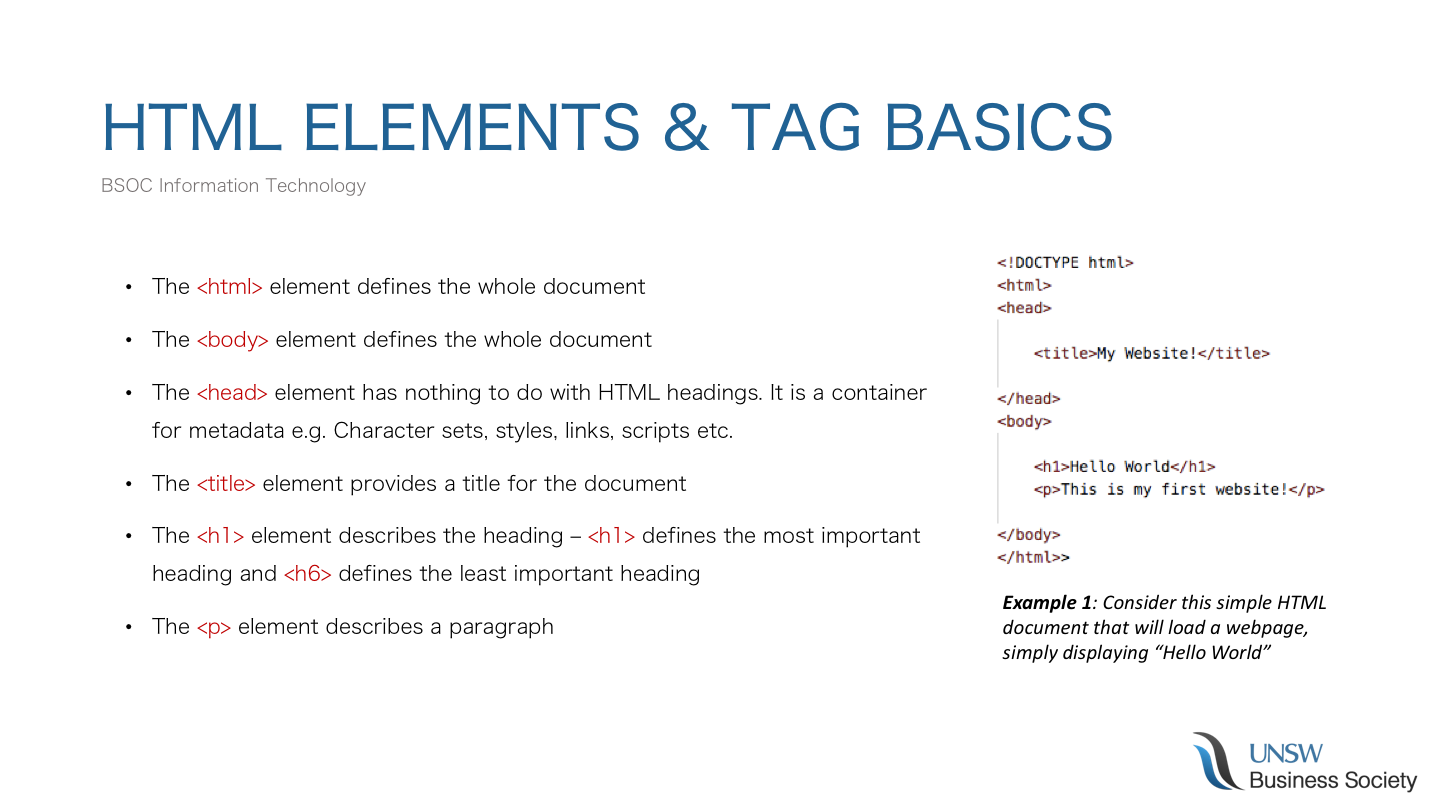 HTML ELEMENTS & TAG BASICS
BSOC Information Technology
• The <html> element defines the whole document
• The <body> element defines the whole document
• The <head> element has nothing to do with HTML headings. It is a container
for metadata e.g. Character sets, styles, links, scripts etc.
• The <title> element provides a title for the document
• The <h1> element describes the heading – <h1> defines the most important
heading and <h6> defines the least important heading
• The <p> element describes a paragraph
<!DOCTYPE html>
<html>
<head>
<title>My Website!</title>
</head>
<body>
<h1>Hello World</h1>
<p>This is my first website!</p>
</body>
</html>>
Example 1: Consider this simple HTML
document that will load a webpage,
simply displaying “Hello World”
UNSW
Business Society